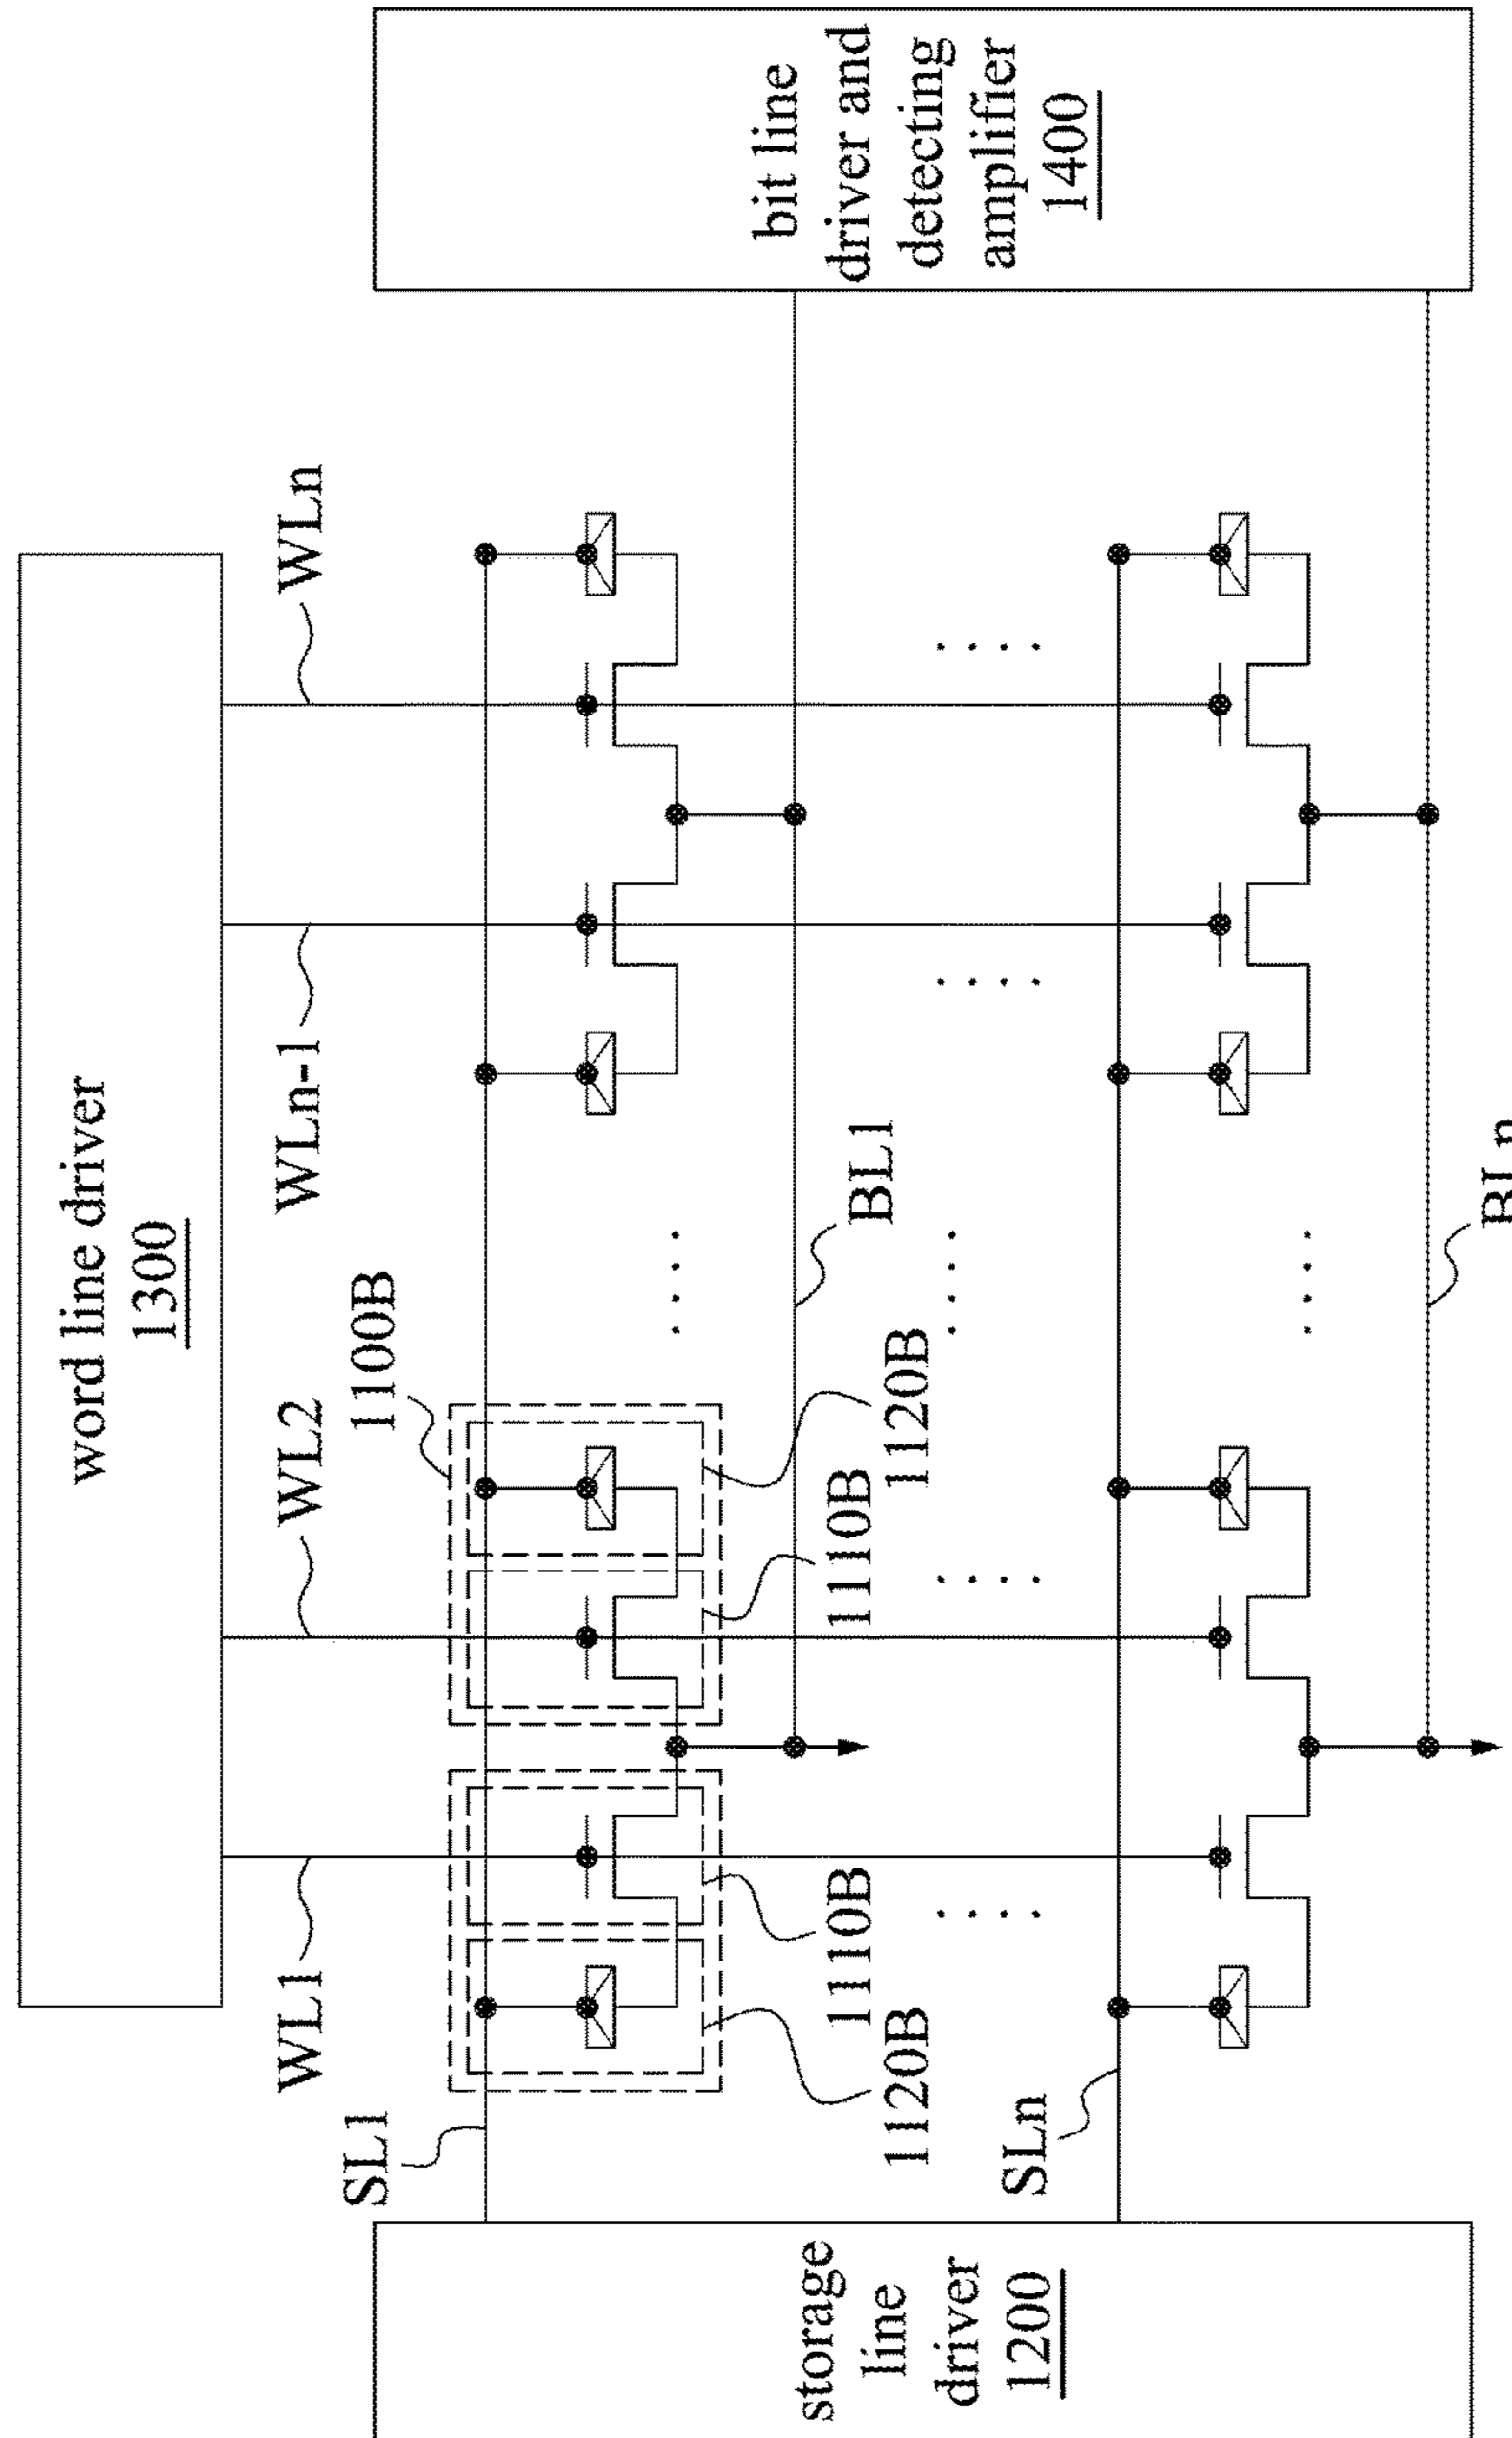 word line driver
1300
WL1
WL2
WLn-1
WLn
SL1
1100B
1120B
1110B
1110B
1120B
BL1
SLn
BLn
storage
line
driver
1200
bit line
driver and
detecting
amplifier
1400